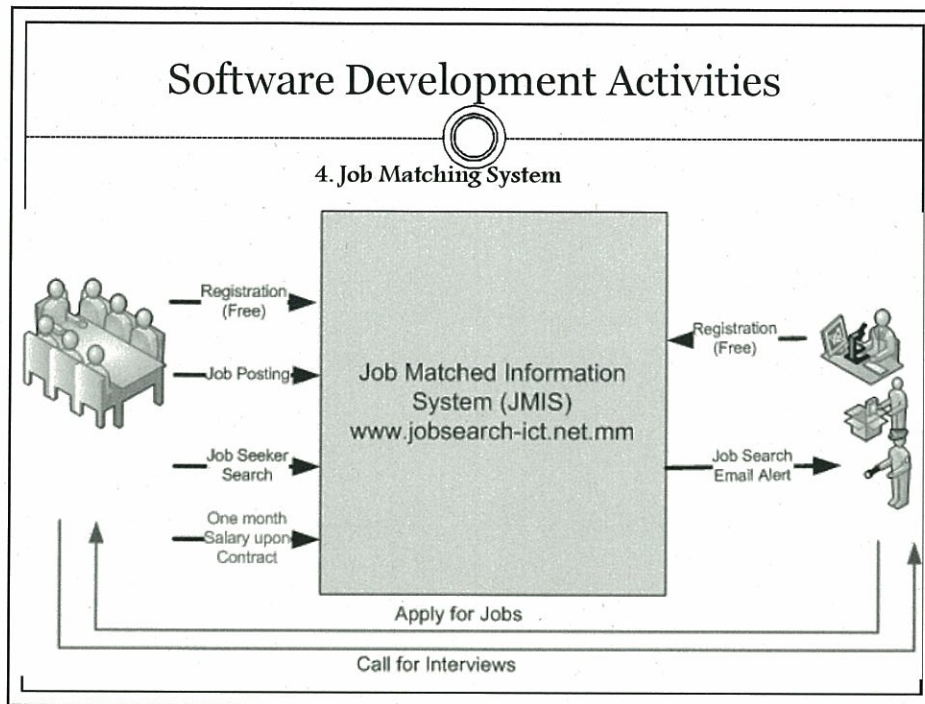 Software Development Activities
4. Job Matching System
Registration
(Free)
Job Posting
Job Seeker
Search
One month
Salary upon
Contract
Job Matched Information
System (JMIS)
www.jobsearch-ict.net.mm
Registration
(Free)
Job Search
Email Alert
Apply for Jobs
Call for Interviews